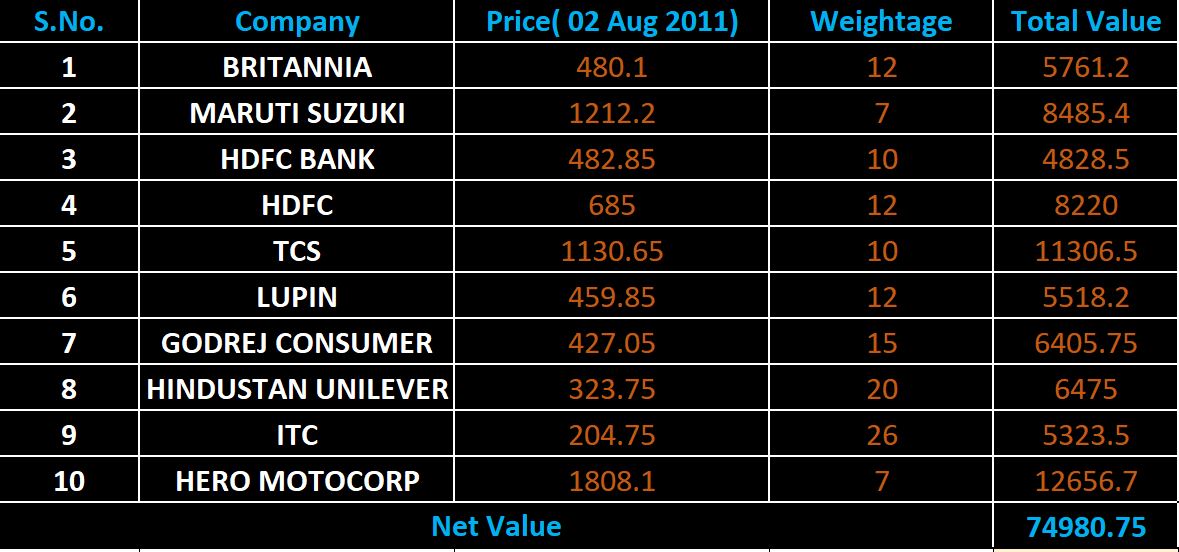 S.No. Company Price( 02 Aug 2011) Weightage Total Value
1 BRITANNIA 480.1 12 5761.2
2 MARUTI SUZUKI 1212.2 7 8485.4
3 HDFC BANK 482.85 10 4828.5
4 HDFC 685 12 8220
5 TCS 1130.65 10 11306.5
6 LUPIN 459.85 12 5518.2
7 GODREJ CONSUMER 427.05 15 6405.75
8 HINDUSTAN UNILEVER 323.75 20 6475
9 ITC 204.75 26 5323.5
10 HERO MOTOCORP 1808.1 7 12656.7
Net Value 74980.75